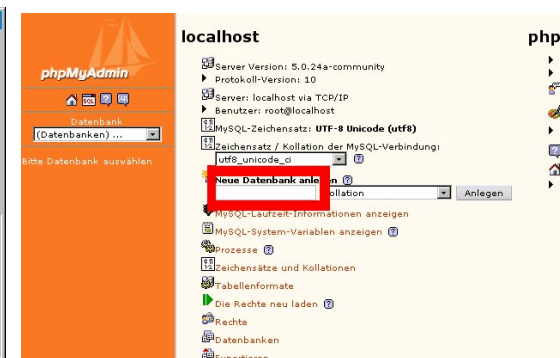 phpMyAdmin
Datenbank
(Datenbanken) ...
Bitte Datenbank auswählen
localhost
Server Version: 5.0.24a-community
Protokoll-Version: 10
Server: localhost via TCP/IP
Benutzer: root@localhost
MySQL-Zeichensatz: UTF-8 Unicode (utf8)
Zeichensatz / Kollation der MySQL-Verbindung:
utf8_unicode_ci
Neue Datenbank anlegen
ollation
Anlegen
MySQL-Laufzeit-Informationen anzeigen
MySQL-System-Variablen anzeigen
Prozesse
Zeichensätze und Kollationen
Tabellenformate
Die Rechte neu laden
Rechte
Datenbanken
Exportieren
php